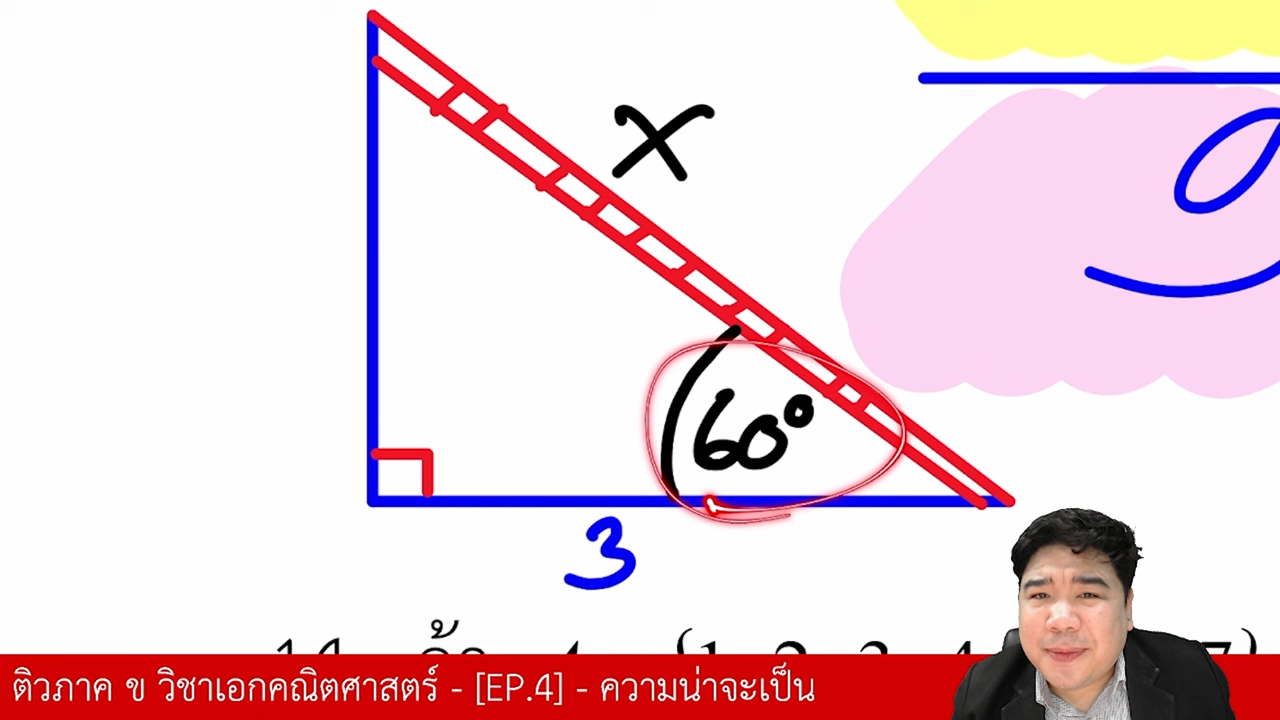 x
60°
3
ติวภาค ข วิชาเอกคณิตศาสตร์ - [EP.4] - ความน่าจะเป็น